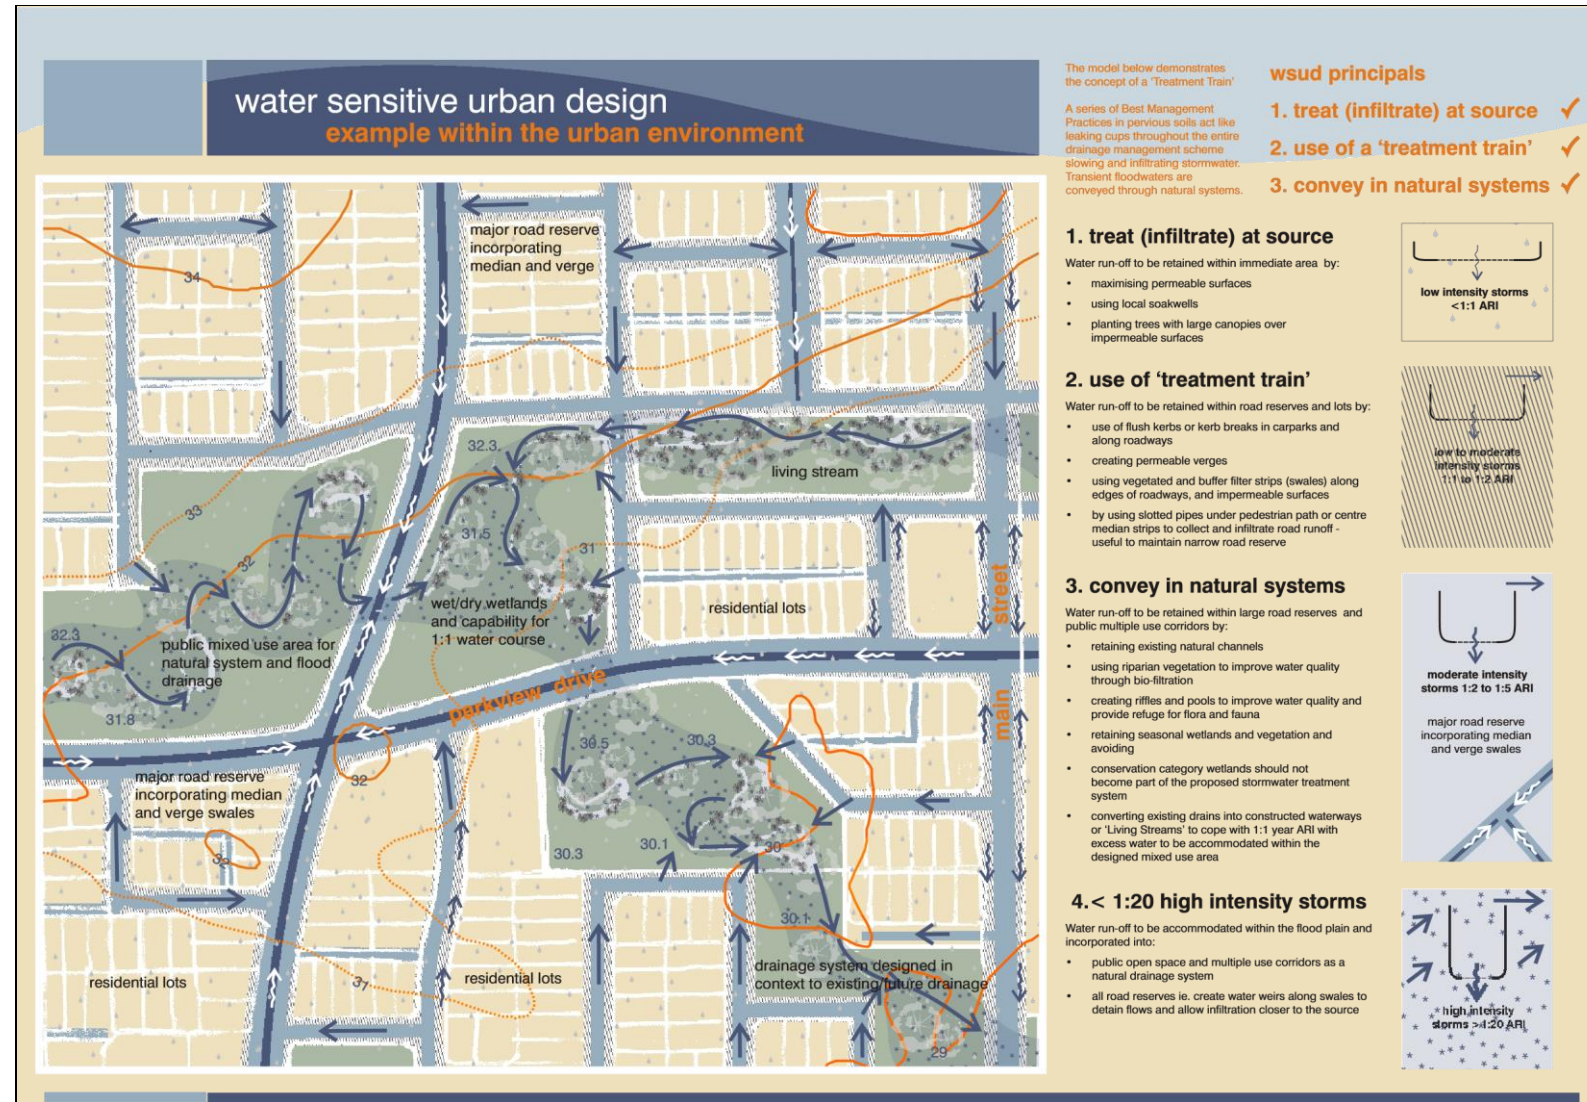 water sensitive urban design
example within the urban environment
The model below demonstrates
the concept of a 'Treatment Train'
A series of Best Management
Practices in pervious soils act like
leaking cups throughout the entire
drainage management scheme
slowing and infiltrating stormwater.
Transient floodwaters are
conveyed through natural systems.
wsud principals
1. treat (infiltrate) at source ✓
2. use of a 'treatment train' ✓
3. convey in natural systems ✓
major road reserve
incorporating
median and verge
34
32.3
living stream
33
31.5
32
31
wet/dry wetlands
and capability for
1:1 water course
residential lots
street
32.3
public mixed use area for
natural system and flood
drainage
31.8
parkview drive
main
30.5
30.3
major road reserve
incorporating median
and verge swales
32
32
30.3
30.1
30
30.1
residential lots
31
residential lots
drainage system designed in
context to existing/future drainage
29
1. treat (infiltrate) at source
Water run-off to be retained within immediate area by:
• maximising permeable surfaces
• using local soakwells
• planting trees with large canopies over
impermeable surfaces
low intensity storms
<1:1 ARI
2. use of 'treatment train'
Water run-off to be retained within road reserves and lots by:
• use of flush kerbs or kerb breaks in carparks and
along roadways
• creating permeable verges
• using vegetated and buffer filter strips (swales) along
edges of roadways, and impermeable surfaces
• by using slotted pipes under pedestrian path or centre
median strips to collect and infiltrate road runoff -
useful to maintain narrow road reserve
low to moderate
intensity storms
1:1 to 1:2 ARI
3. convey in natural systems
Water run-off to be retained within large road reserves and
public multiple use corridors by:
• retaining existing natural channels
• using riparian vegetation to improve water quality
through bio-filtration
• creating riffles and pools to improve water quality and
provide refuge for flora and fauna
• retaining seasonal wetlands and vegetation and
avoiding
• conservation category wetlands should not
become part of the proposed stormwater treatment
system
• converting existing drains into constructed waterways
or 'Living Streams' to cope with 1:1 year ARI with
excess water to be accommodated within the
designed mixed use area
moderate intensity
storms 1:2 to 1:5 ARI
major road reserve
incorporating median
and verge swales
4.< 1:20 high intensity storms
Water run-off to be accommodated within the flood plain and
incorporated into:
• public open space and multiple use corridors as a
natural drainage system
• all road reserves ie. create water weirs along swales to
detain flows and allow infiltration closer to the source
high intensity
storms >1:20 ARI